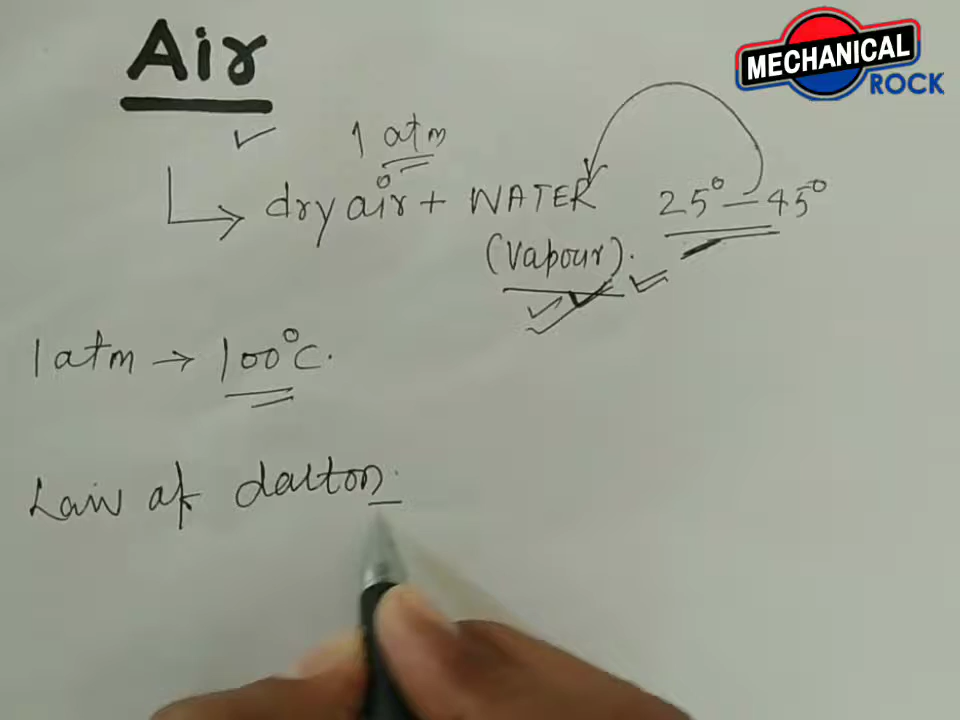 Air
MECHANICAL
ROCK
1 atm
dry air + WATER 25° — 45°
(Vapour).
1 atm → 100°C.
Law of dalton.